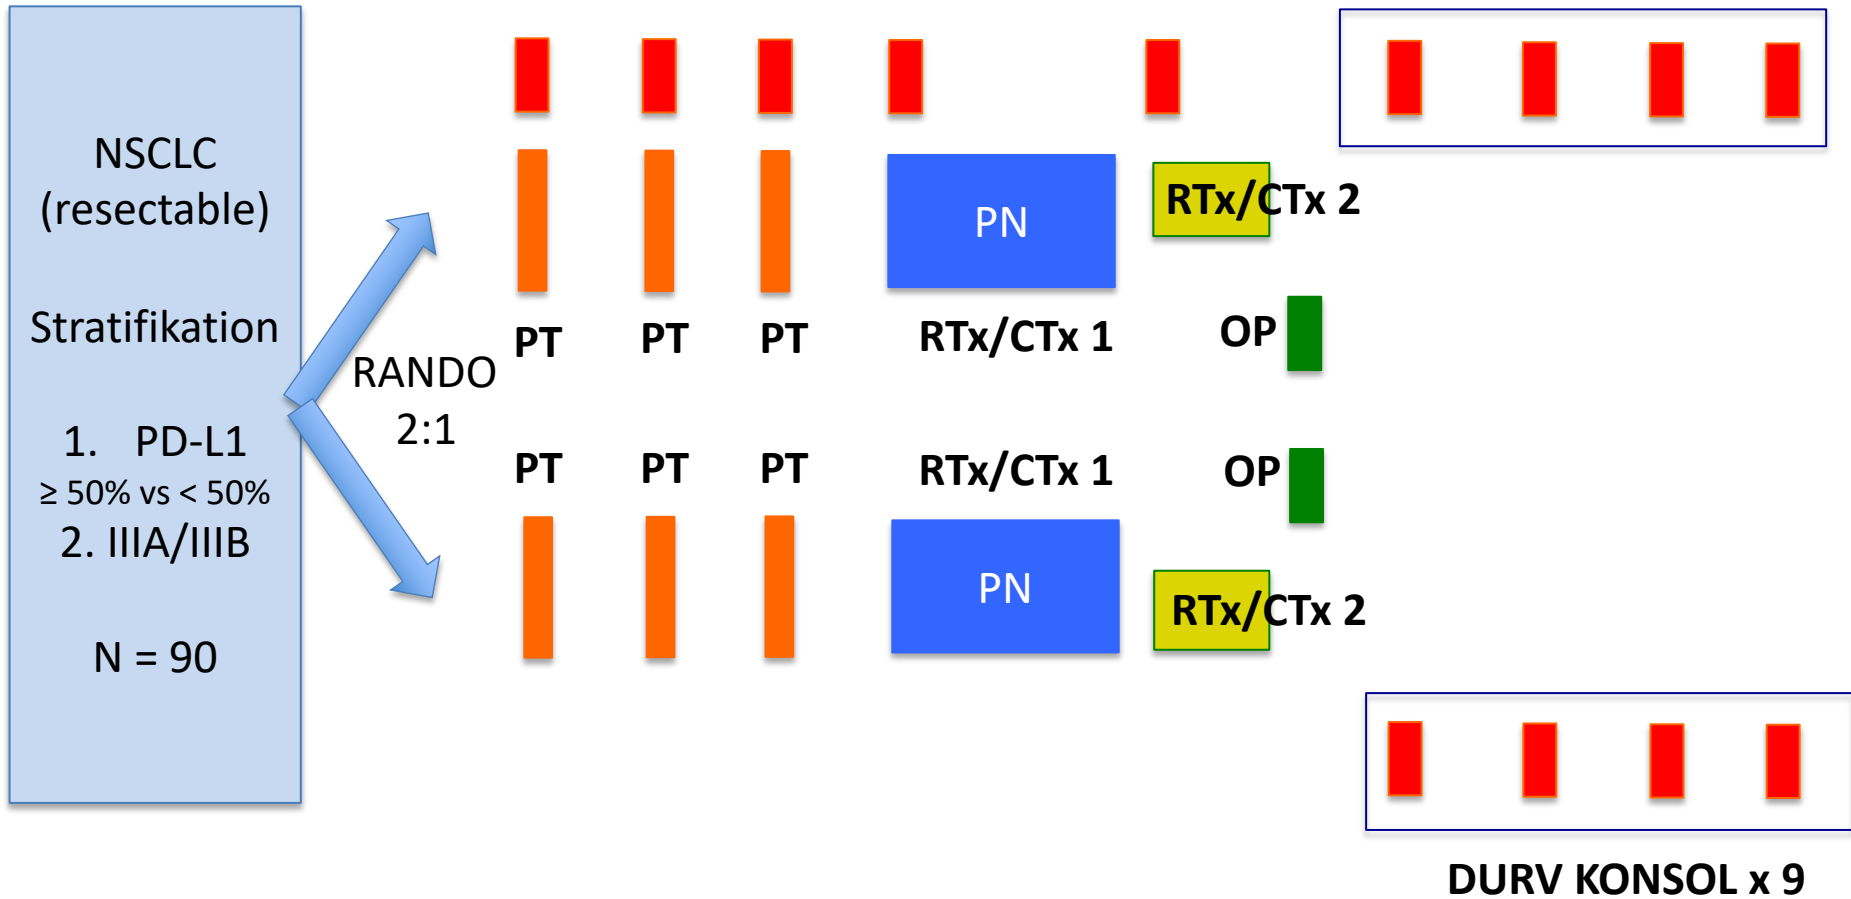 NSCLC
(resectable)
Stratifikation
1. PD-L1
≥ 50% vs < 50%
2. IIIA/IIIB
N = 90
RANDO
2:1
PN
RTx/CTx 2
PT PT PT RTx/CTx 1 OP
PT PT PT RTx/CTx 1 OP
PN
RTx/CTx 2
DURV KONSOL x 9